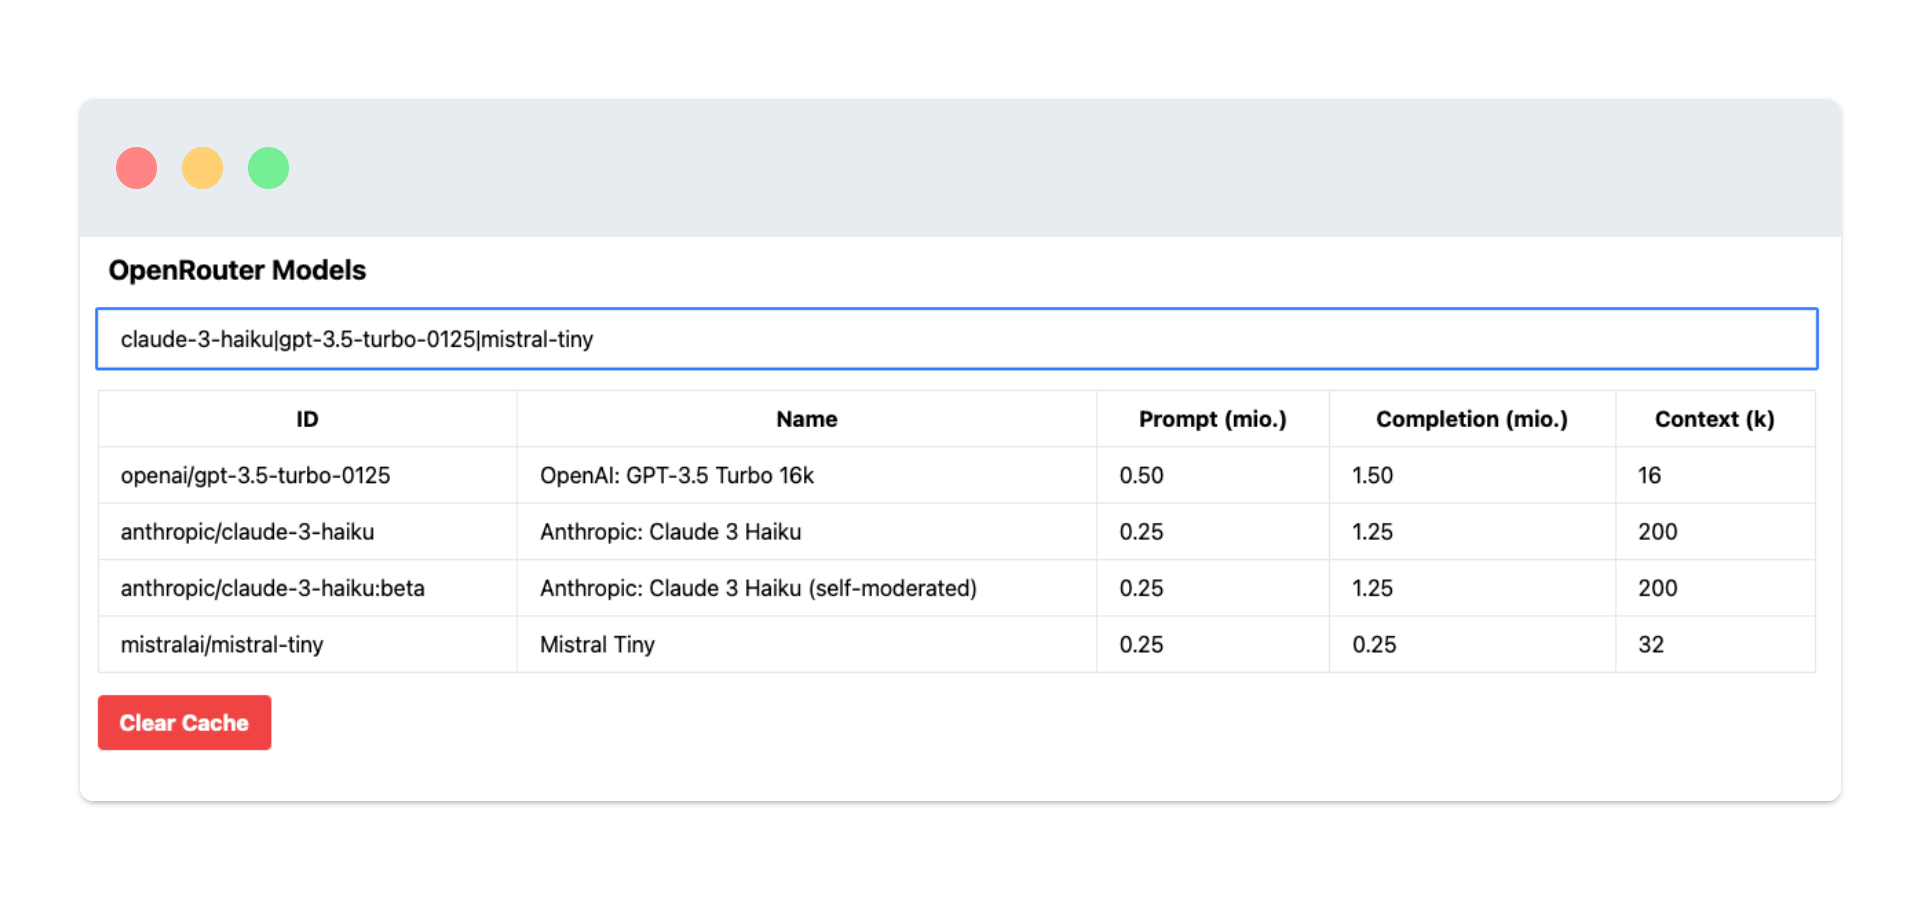 OpenRouter Models
claude-3-haiku|gpt-3.5-turbo-0125|mistral-tiny
ID Name Prompt (mio.) Completion (mio.) Context (k)
openai/gpt-3.5-turbo-0125 OpenAI: GPT-3.5 Turbo 16k 0.50 1.50 16
anthropic/claude-3-haiku Anthropic: Claude 3 Haiku 0.25 1.25 200
anthropic/claude-3-haiku:beta Anthropic: Claude 3 Haiku (self-moderated) 0.25 1.25 200
mistralai/mistral-tiny Mistral Tiny 0.25 0.25 32
Clear Cache